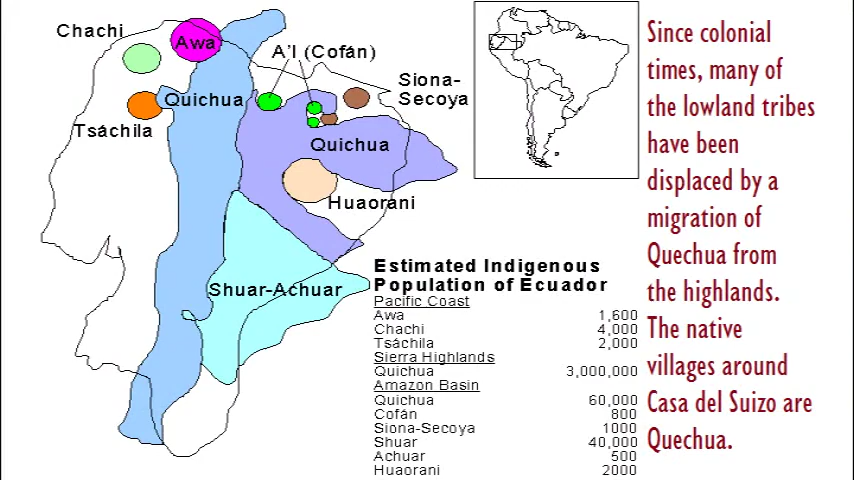 Chachi
Awa
A'I (Cofán)
Siona-
Secoya
Quichua
Tsáchila
Quichua
Huaorani
Shuar-Achuar
Estimated Indigenous
Population of Ecuador
Pacific Coast
Awa 1,600
Chachi 4,000
Tsáchila 2,000
Sierra Highlands
Quichua 3,000,000
Amazon Basin
Quichua 60,000
Cofán 800
Siona-Secoya 1000
Shuar 40,000
Achuar 500
Huaorani 2000
Since colonial
times, many of
the lowland tribes
have been
displaced by a
migration of
Quechua from
the highlands.
The native
villages around
Casa del Suizo are
Quechua.